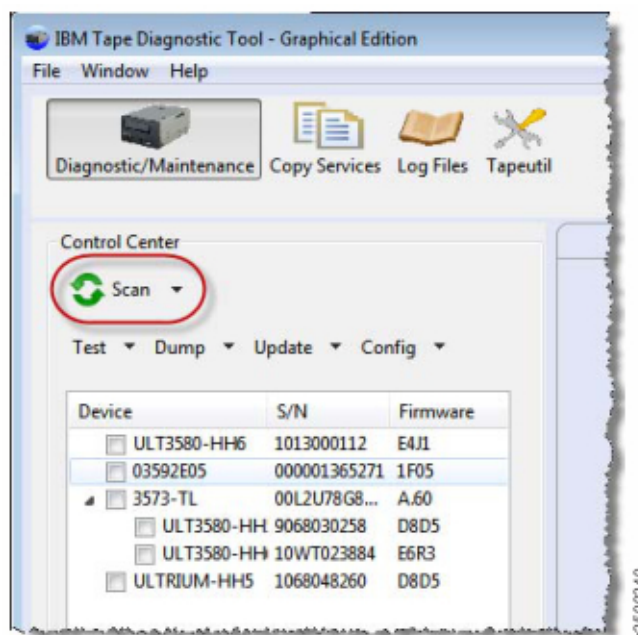 IBM Tape Diagnostic Tool - Graphical Edition
File Window Help
Diagnostic/Maintenance Copy Services Log Files Tapeutil
Control Center
Scan
Test Dump Update Config
Device S/N Firmware
ULT3580-HH6 1013000112 E4J1
03592E05 000001365271 1F05
3573-TL 00L2U78G8... A.60
ULT3580-HH 9068030258 D8D5
ULT3580-HH 10WT023884 E6R3
ULTRIUM-HH5 1068048260 D8D5